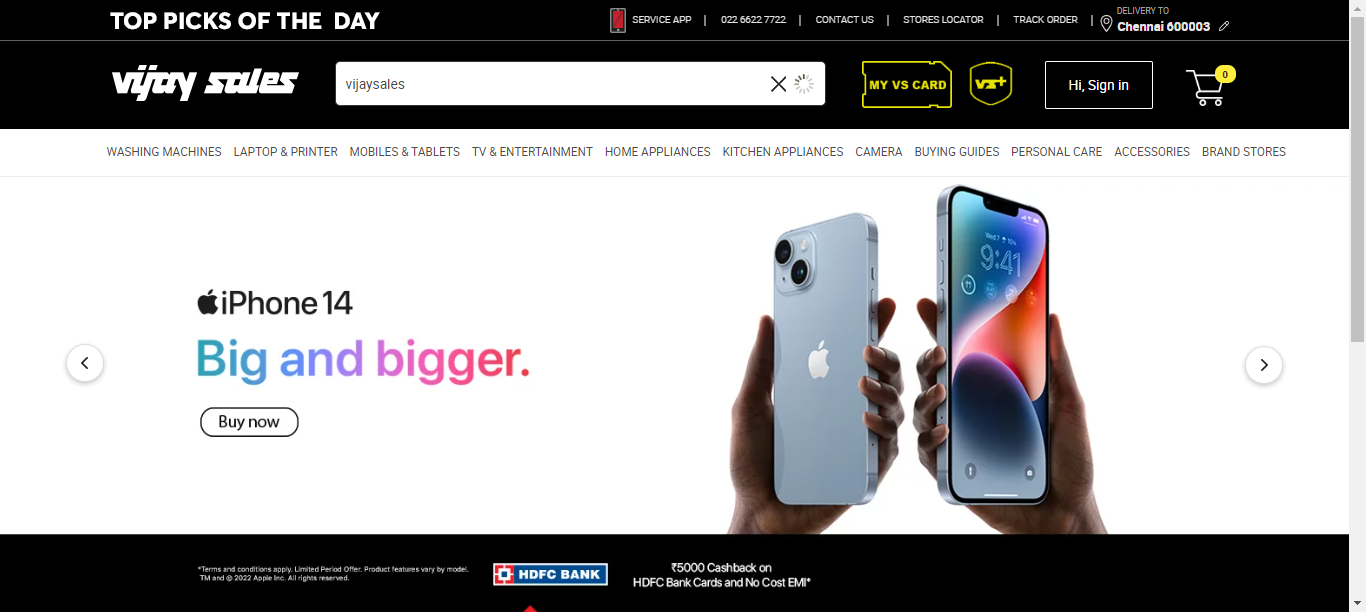 TOP PICKS OF THE DAY
SERVICE APP | 022 6622 7722 | CONTACT US | STORES LOCATOR | TRACK ORDER |
DELIVERY TO
Chennai 600003
vijay sales
vijaysales
MY VS CARD
VS+
Hi, Sign in
0
WASHING MACHINES LAPTOP & PRINTER MOBILES & TABLETS TV & ENTERTAINMENT HOME APPLIANCES KITCHEN APPLIANCES CAMERA BUYING GUIDES PERSONAL CARE ACCESSORIES BRAND STORES
Wed 7 10%
9:41
iPhone 14
Big and bigger.
Buy now
*Terms and conditions apply. Limited Period Offer. Product features vary by model.
TM and © 2022 Apple Inc. All rights reserved.
HDFC BANK
₹5000 Cashback on
HDFC Bank Cards and No Cost EMI*